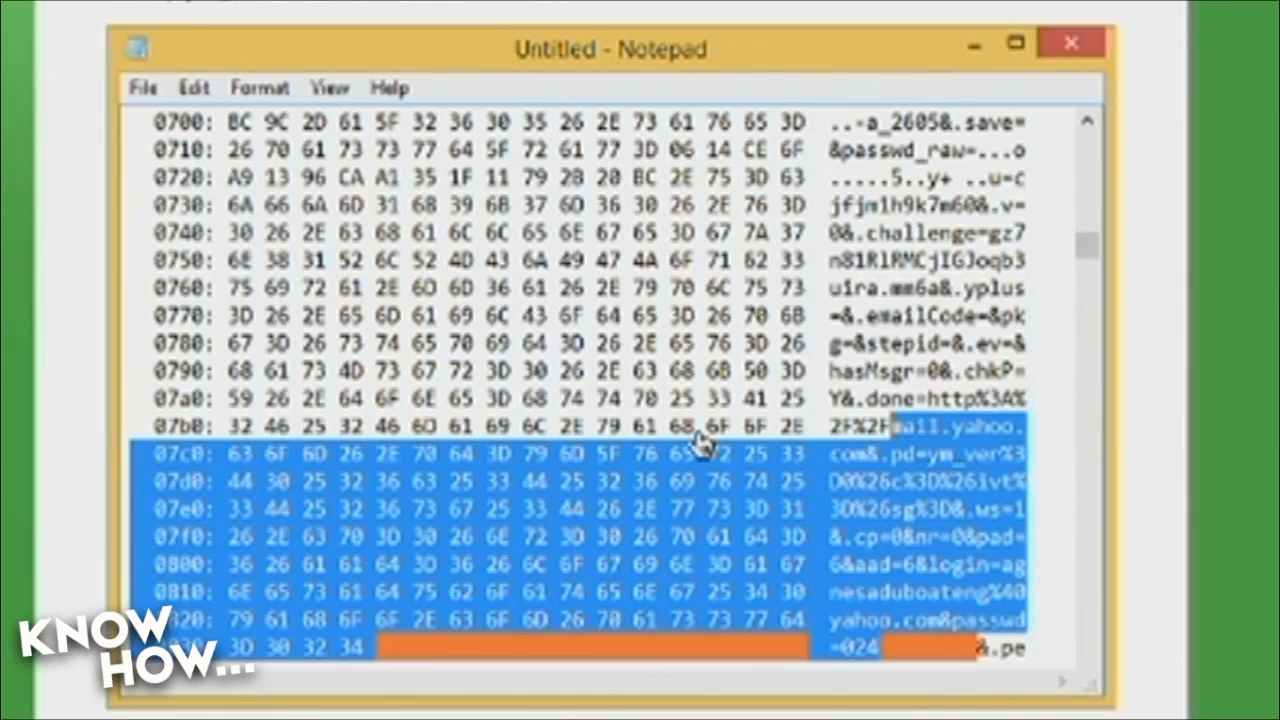 Untitled - Notepad
File Edit Format View Help
0700: BC 9C 2D 61 5F 32 36 30 35 26 2E 73 61 76 65 3D ..-a_2605&.save=
0710: 26 70 61 73 73 77 64 5F 72 61 77 3D 06 14 CE 6F &passwd_raw=...o
0720: A9 13 96 CA A1 35 1F 11 79 2B 20 BC 2E 75 3D 63 .....5..y+ ..u=c
0730: 6A 66 6A 6D 31 68 39 6B 37 6D 36 30 26 2E 76 3D jfjm1h9k7m60&.v=
0740: 30 26 2E 63 68 61 6C 6C 65 6E 67 65 3D 67 7A 37 0&.challenge=gz7
0750: 6E 38 31 52 6C 52 4D 43 6A 49 47 4A 6F 71 62 33 n81RlRMCjIGJoqb3
0760: 75 69 72 61 2E 6D 6D 36 61 26 2E 79 70 6C 75 73 uira.mm6a&.yplus
0770: 3D 26 2E 65 6D 61 69 6C 43 6F 64 65 3D 26 70 6B =&.emailCode=&pk
0780: 67 3D 26 73 74 65 70 69 64 3D 26 2E 65 76 3D 26 g=&stepid=&.ev=&
0790: 68 61 73 4D 73 67 72 3D 30 26 2E 63 68 6B 50 3D hasMsgr=0&.chkP=
07a0: 59 26 2E 64 6F 6E 65 3D 68 74 74 70 25 33 41 25 Y&.done=http%3A%
07b0: 32 46 25 32 46 6D 61 69 6C 2E 79 61 68 6F 6F 2E 2F%2Fmail.yahoo.
07c0: 63 6F 6D 26 2E 70 64 3D 79 6D 5F 76 65 72 25 33 com&.pd=ym_ver%3
07d0: 44 30 25 32 36 63 25 33 44 25 32 36 69 76 74 25 D0%26c%3D%26ivt%
07e0: 33 44 25 32 36 73 67 25 33 44 26 2E 77 73 3D 31 3D%26sg%3D&.ws=1
07f0: 26 2E 63 70 3D 30 26 6E 72 3D 30 26 70 61 64 3D &.cp=0&nr=0&pad=
0800: 36 26 61 61 64 3D 36 26 6C 6F 67 69 6E 3D 61 67 6&aad=6&login=ag
0810: 6E 65 73 61 64 75 62 6F 61 74 65 6E 67 25 34 30 nesaduboateng%40
0820: 79 61 68 6F 6F 2E 63 6F 6D 26 70 61 73 73 77 64 yahoo.com&passwd
3D 30 32 34 =024 &.pe
KNOW
HOW...